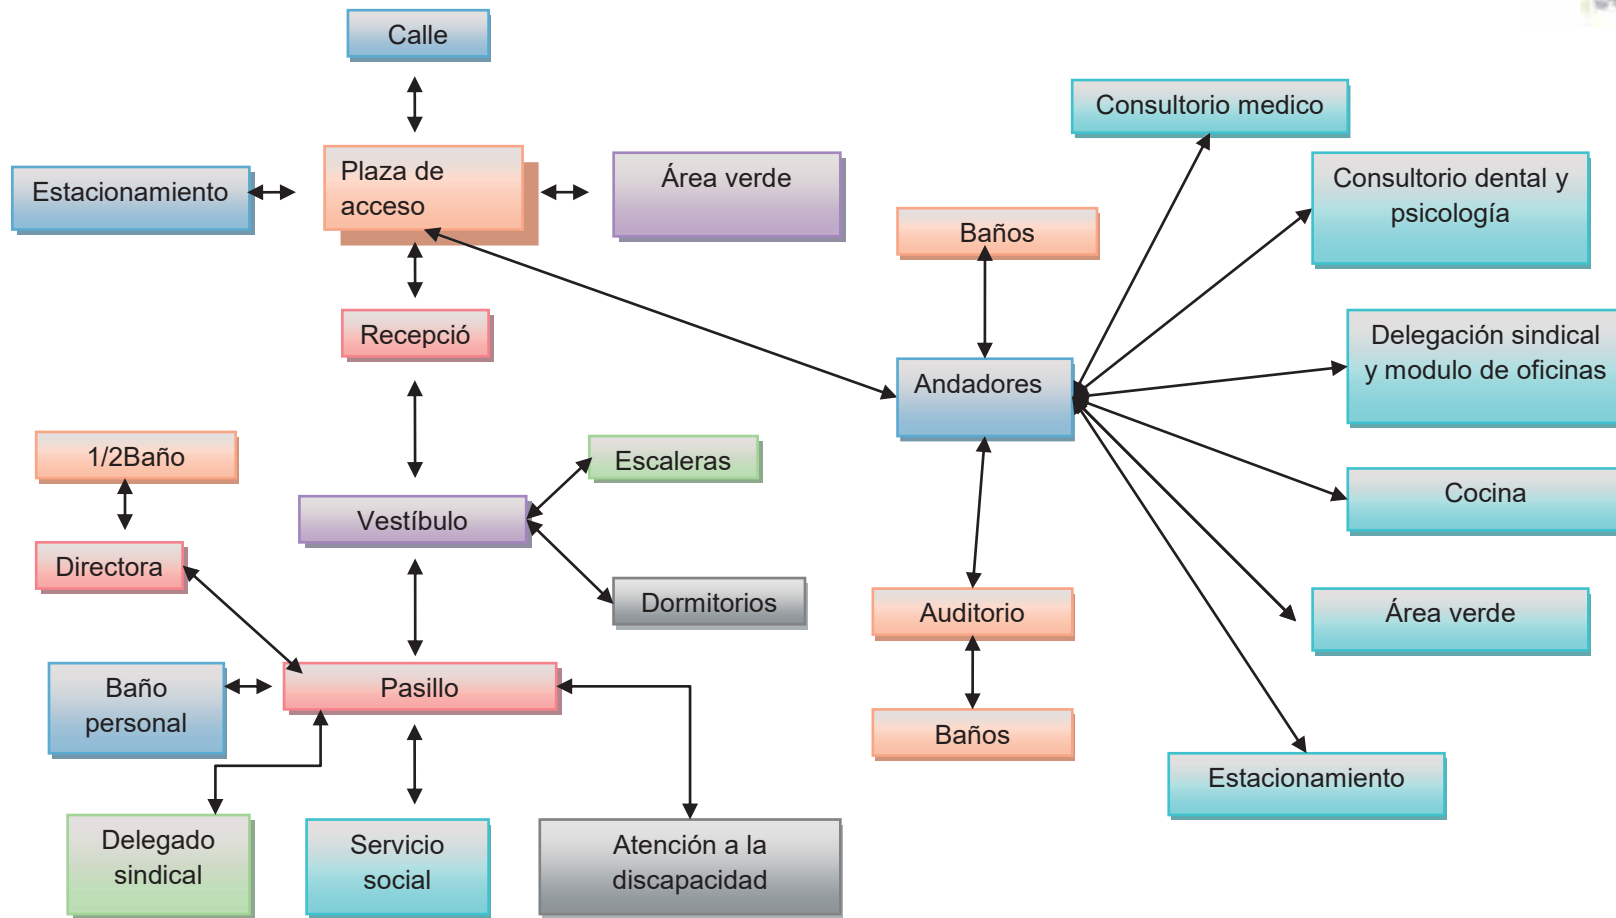 Calle
Consultorio medico
Plaza de
acceso
Estacionamiento
Área verde
Consultorio dental y
psicología
Baños
Recepció
Delegación sindical
y modulo de oficinas
Andadores
1/2Baño
Escaleras
Cocina
Vestíbulo
Directora
Dormitorios
Auditorio
Área verde
Baño
personal
Pasillo
Baños
Estacionamiento
Delegado
sindical
Servicio
social
Atención a la
discapacidad